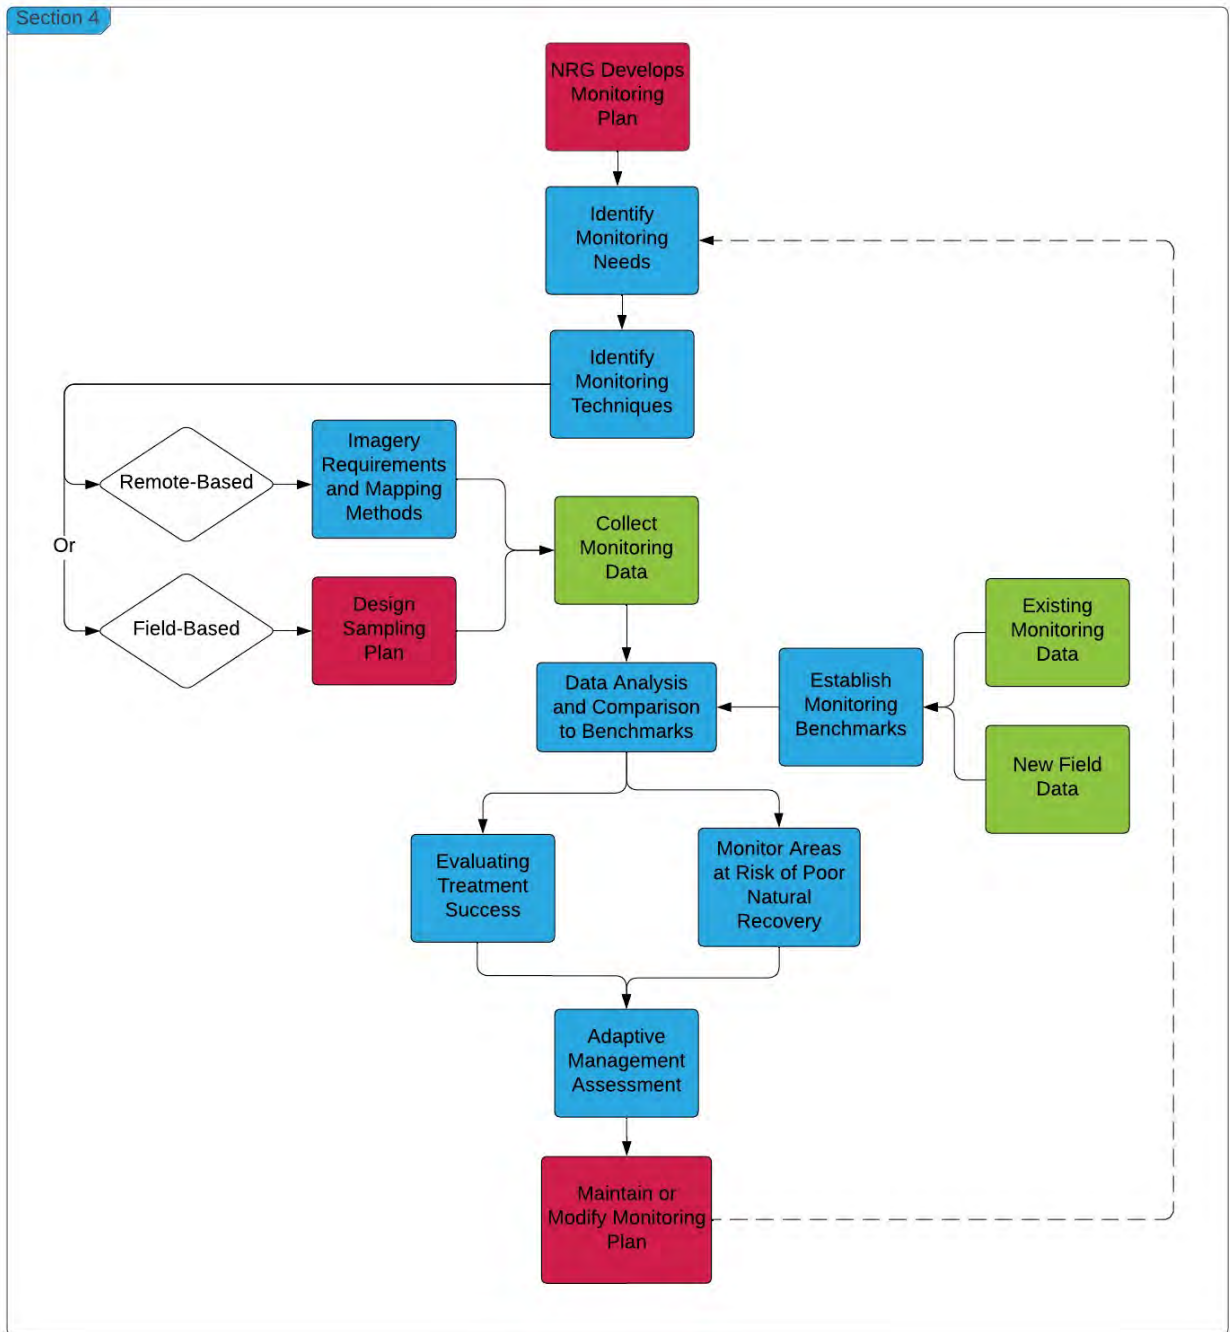 Section 4
NRG Develops
Monitoring
Plan
Identify
Monitoring
Needs
Identify
Monitoring
Techniques
Remote-Based
Imagery
Requirements
and Mapping
Methods
Or
Field-Based
Design
Sampling
Plan
Collect
Monitoring
Data
Existing
Monitoring
Data
Data Analysis
and Comparison
to Benchmarks
Establish
Monitoring
Benchmarks
New Field
Data
Evaluating
Treatment
Success
Monitor Areas
at Risk of Poor
Natural
Recovery
Adaptive
Management
Assessment
Maintain or
Modify Monitoring
Plan